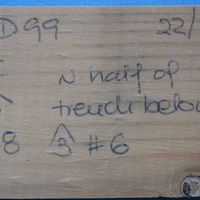 D99 22/
N half of
trench below
8 3 #6